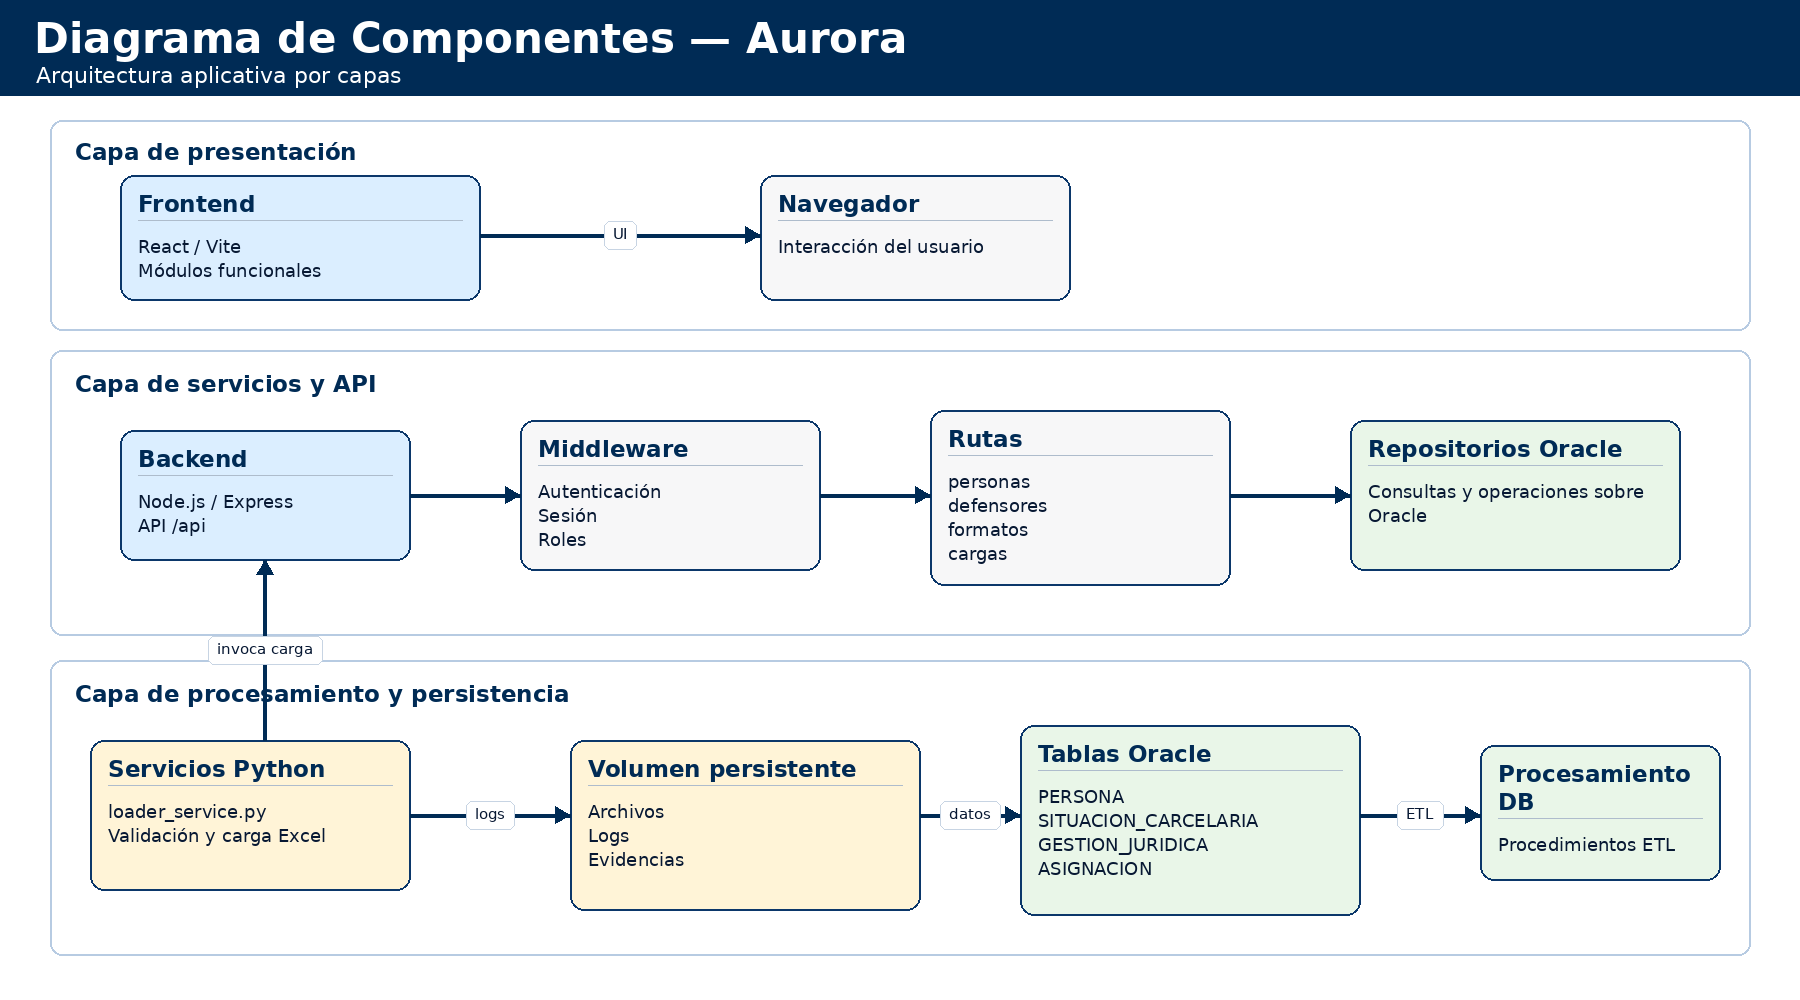 Diagrama de Componentes — Aurora
Arquitectura aplicativa por capas
Capa de presentación
Frontend
React / Vite
Módulos funcionales
UI
Navegador
Interacción del usuario
Capa de servicios y API
Backend
Node.js / Express
API /api
Middleware
Autenticación
Sesión
Roles
Rutas
personas
defensores
formatos
cargas
Repositorios Oracle
Consultas y operaciones sobre
Oracle
invoca carga
Capa de procesamiento y persistencia
Servicios Python
loader_service.py
Validación y carga Excel
logs
Volumen persistente
Archivos
Logs
Evidencias
datos
Tablas Oracle
PERSONA
SITUACION_CARCELARIA
GESTION_JURIDICA
ASIGNACION
ETL
Procesamiento
DB
Procedimientos ETL